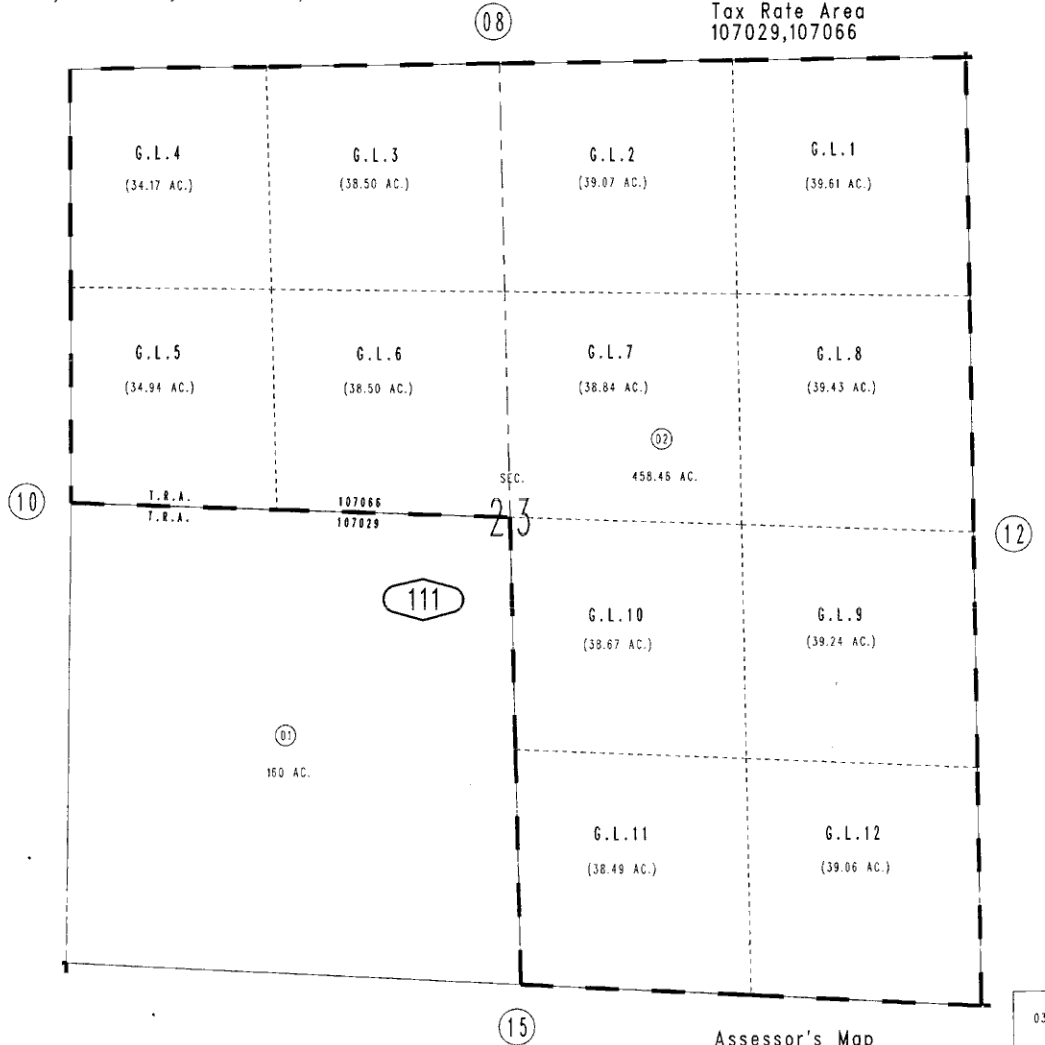 Tax Rate Area
08
107029,107066
G.L.4
G.L.3
G.L.2
G.L.1
(34.17 AC.)
(38.50 AC.)
(39.07 AC.)
(39.61 AC.)
G.L.5
G.L.6
G.L.7
G.L.8
(34.94 AC.)
(38.50 AC.)
(38.84 AC.)
(39.43 AC.)
02
SEC.
458.46 AC.
10
T.R.A.
107066
23
T.R.A.
107029
12
111
G.L.10
G.L.9
(38.67 AC.)
(39.24 AC.)
01
160 AC.
G.L.11
G.L.12
(38.49 AC.)
(39.06 AC.)
15
03
Assessor's Map